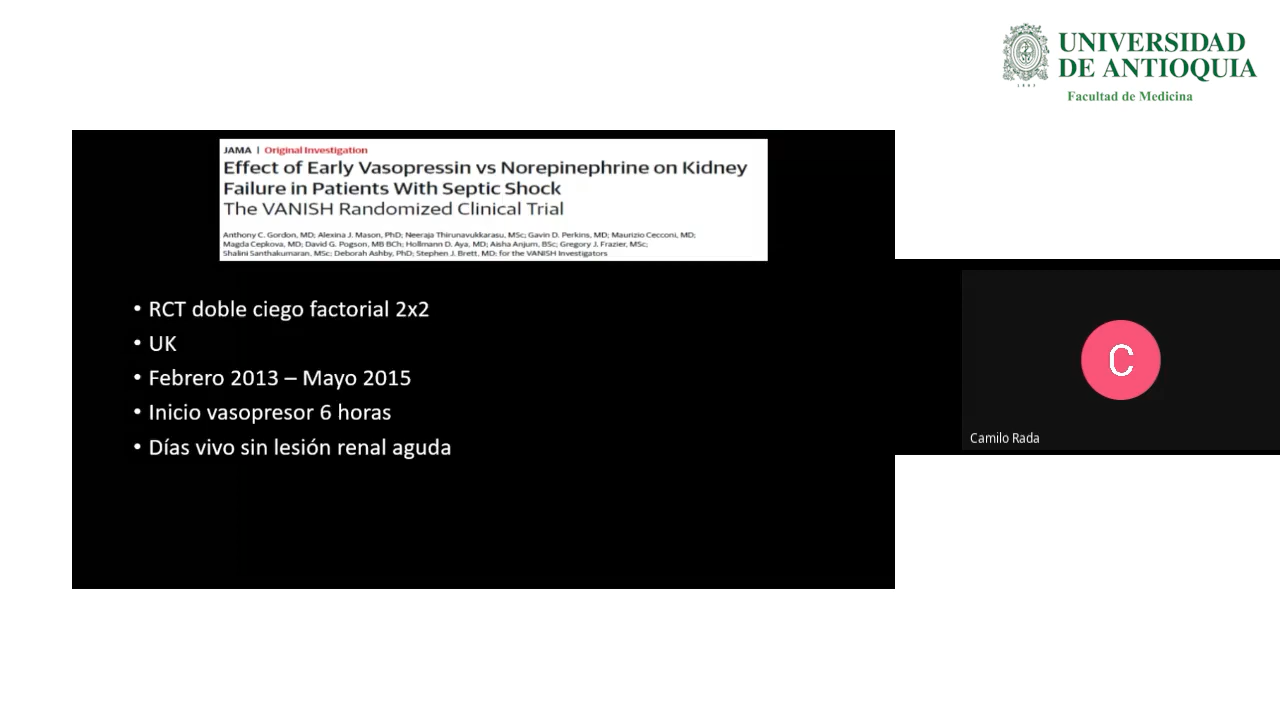 UNIVERSIDAD
DE ANTIOQUIA
Facultad de Medicina
1803
JAMA | Original Investigation
Effect of Early Vasopressin vs Norepinephrine on Kidney
Failure in Patients With Septic Shock
The VANISH Randomized Clinical Trial
Anthony C. Gordon, MD; Alexina J. Mason, PhD; Neeraja Thirunavukkarasu, MSc; Gavin D. Perkins, MD; Maurizio Cecconi, MD;
Magda Cepkova, MD; David G. Pogson, MB BCh; Hollmann D. Aya, MD; Aisha Anjum, BSc; Gregory J. Frazier, MSc;
Shalini Santhakumaran, MSc; Deborah Ashby, PhD; Stephen J. Brett, MD; for the VANISH Investigators
• RCT doble ciego factorial 2x2
• UK
• Febrero 2013 – Mayo 2015
• Inicio vasopresor 6 horas
• Días vivo sin lesión renal aguda
C
Camilo Rada